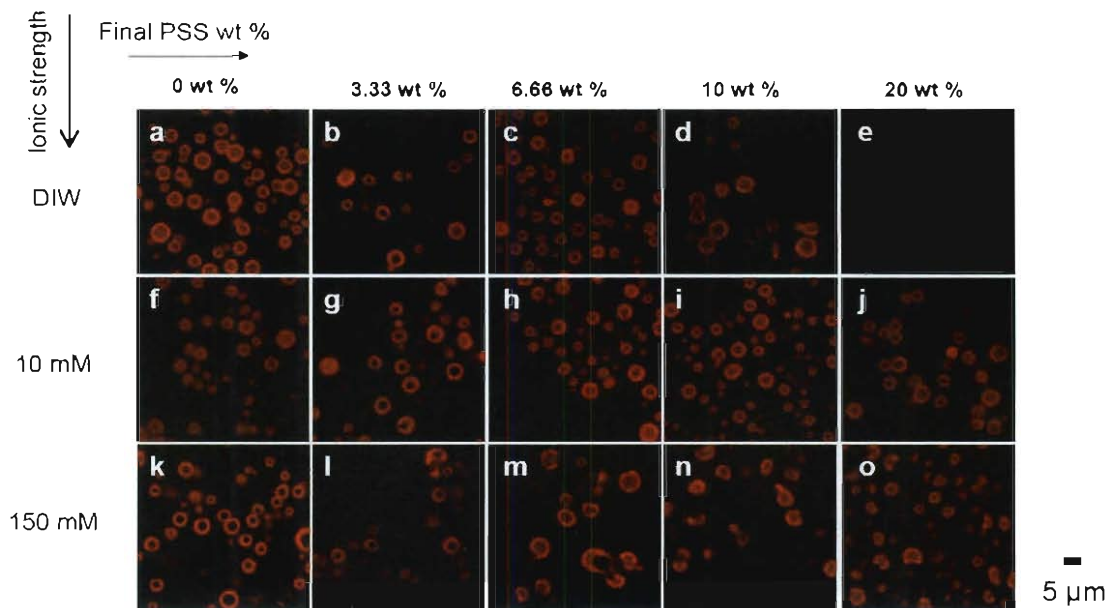 Ionic strength
Final PSS wt %
0 wt %
3.33 wt %
6.66 wt %
10 wt %
20 wt %
DIW
a
b
c
d
e
10 mM
f
g
h
i
j
150 mM
k
l
m
n
o
5 µm